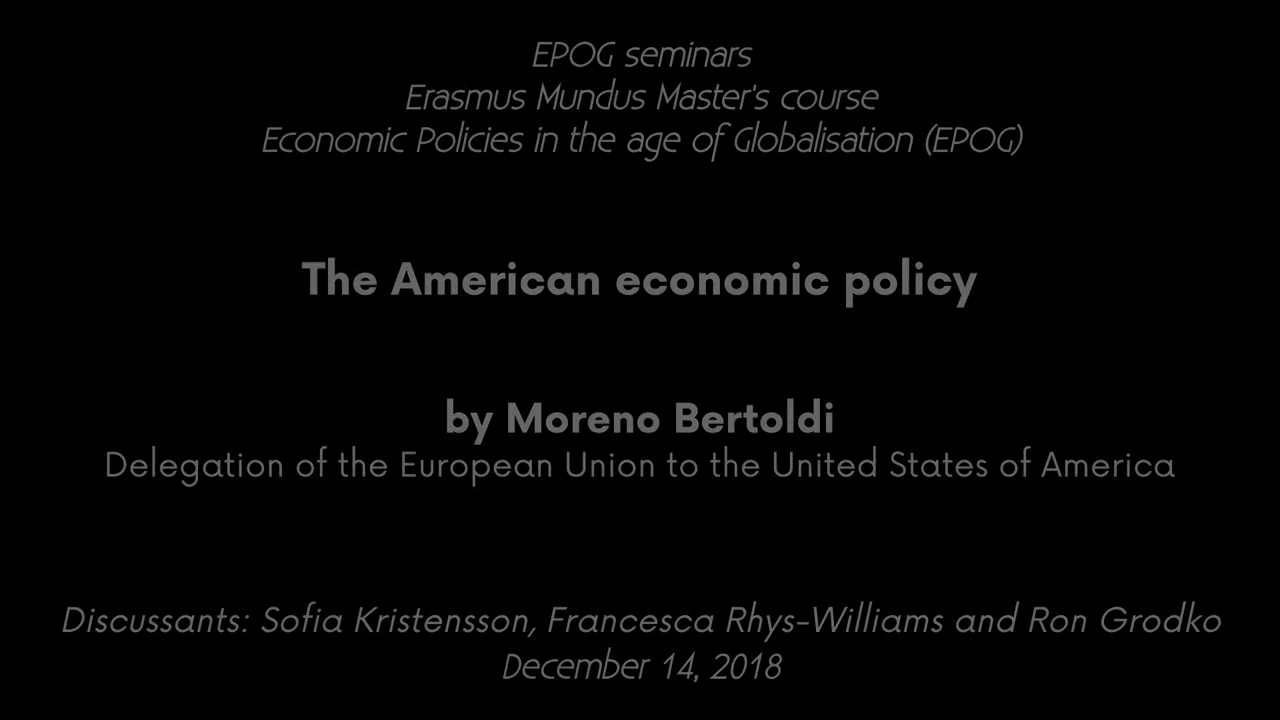 EPOG seminars
Erasmus Mundus Master's course
Economic Policies in the age of Globalisation (EPOG)
The American economic policy
by Moreno Bertoldi
Delegation of the European Union to the United States of America
Discussants: Sofia Kristensson, Francesca Rhys-Williams and Ron Grodko
December 14, 2018